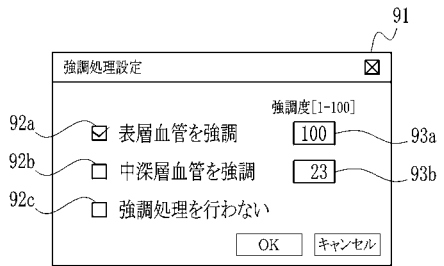 91
強調処理設定
強調度[1-100]
92a 表層血管を強調 100 93a
92b 中深層血管を強調 23 93b
92c 強調処理を行わない
OK キャンセル